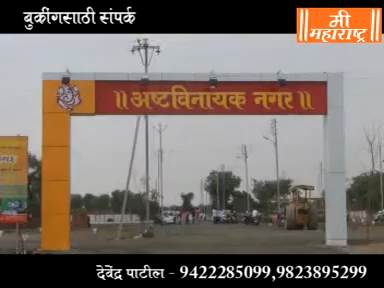 बुकींगसाठी संपर्क
मी
महाराष्ट्र
॥ अष्टविनायक नगर ॥
देवेंद्र पाटील - 9422285099,9823895299